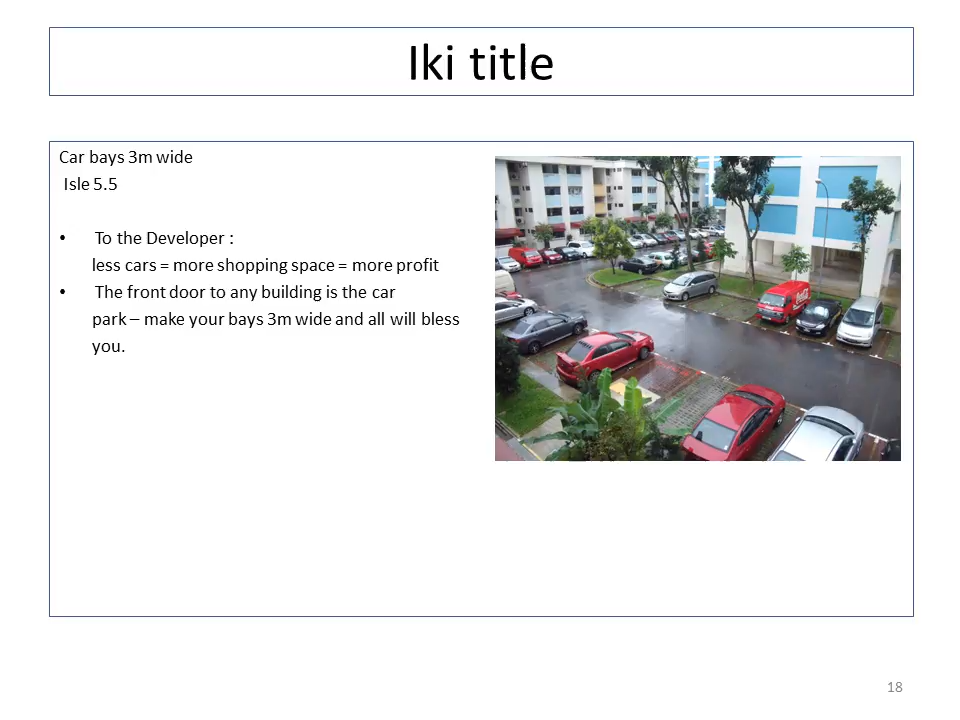 Iki title
Car bays 3m wide
Isle 5.5
• To the Developer :
less cars = more shopping space = more profit
• The front door to any building is the car
park – make your bays 3m wide and all will bless
you.
18